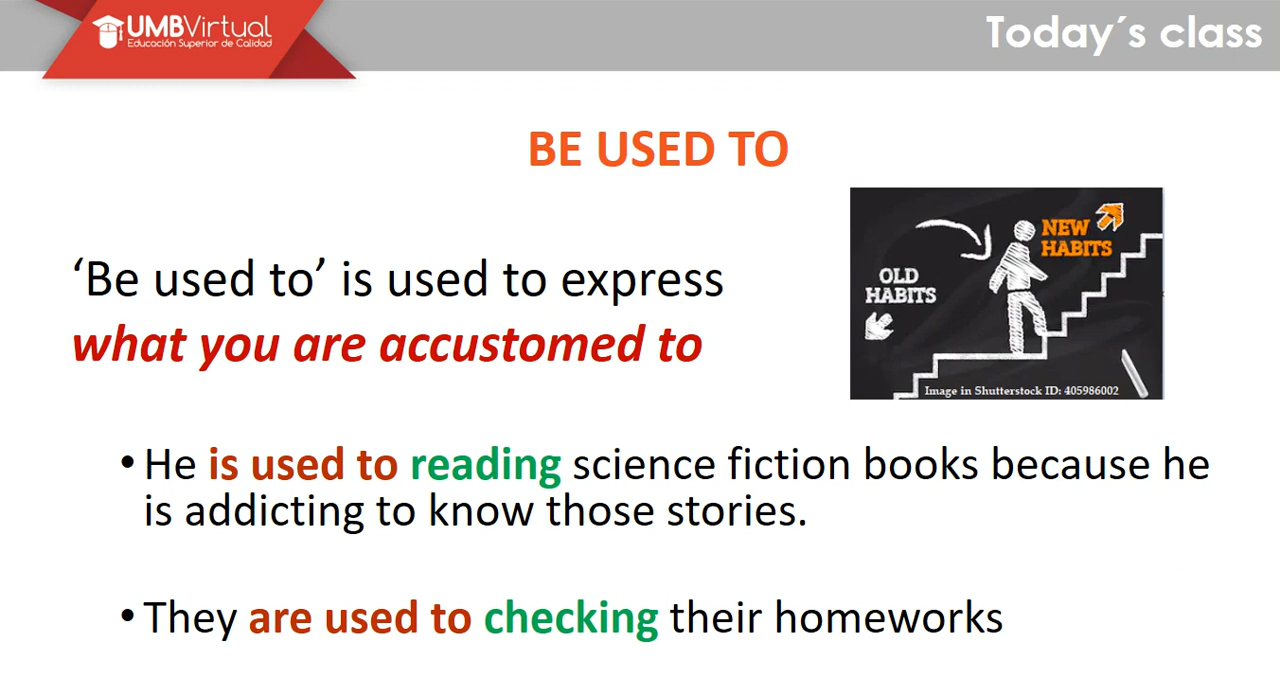 UMBVirtual
Educación Superior de Calidad
Today´s class
BE USED TO
‘Be used to’ is used to express
what you are accustomed to
NEW
HABITS
OLD
HABITS
Image in Shutterstock ID: 405986002
• He is used to reading science fiction books because he
is addicting to know those stories.
• They are used to checking their homeworks